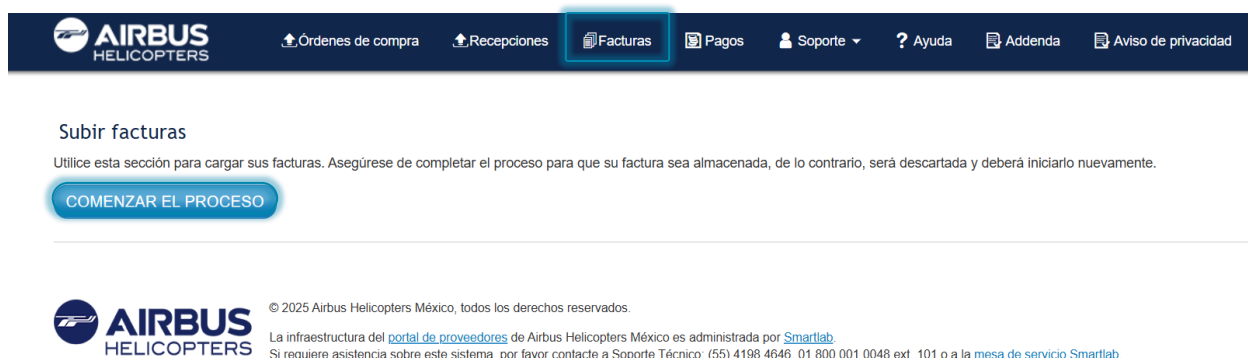 AIRBUS
HELICOPTERS
Órdenes de compra Recepciones Facturas Pagos Soporte Ayuda Addenda Aviso de privacidad
Subir facturas
Utilice esta sección para cargar sus facturas. Asegúrese de completar el proceso para que su factura sea almacenada, de lo contrario, será descartada y deberá iniciarlo nuevamente.
COMENZAR EL PROCESO
AIRBUS
HELICOPTERS
© 2025 Airbus Helicopters México, todos los derechos reservados.
La infraestructura del portal de proveedores de Airbus Helicopters México es administrada por Smartlab.
Si requiere asistencia sobre este sistema, por favor contacte a Soporte Técnico: (55) 4198 4646, 01 800 001 0048 ext. 101 o a la mesa de servicio Smartlab